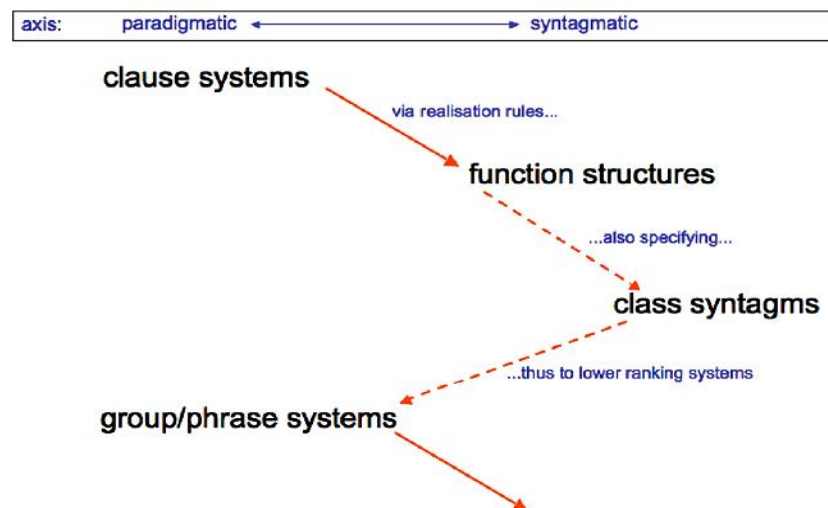 axis: paradigmatic syntagmatic
clause systems
via realisation rules...
function structures
...also specifying...
class syntagms
...thus to lower ranking systems
group/phrase systems